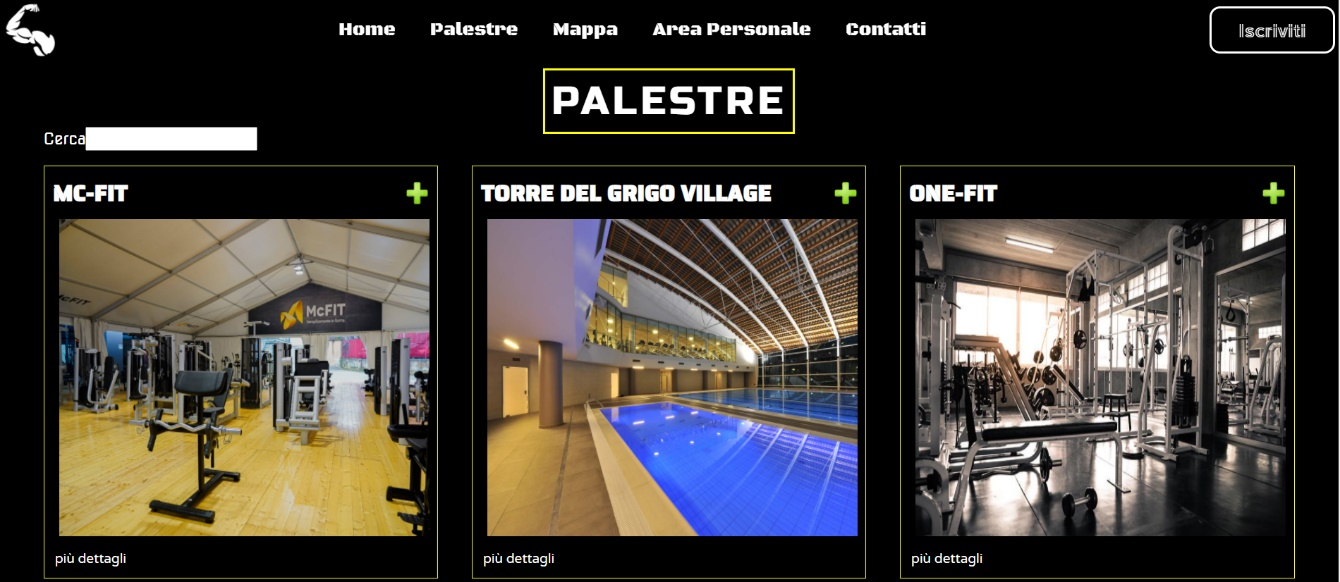 Home Palestre Mappa Area Personale Contatti Iscriviti
PALESTRE
Cerca
MC-FIT
TORRE DEL GRIGO VILLAGE
ONE-FIT
McFIT
più dettagli
più dettagli
più dettagli